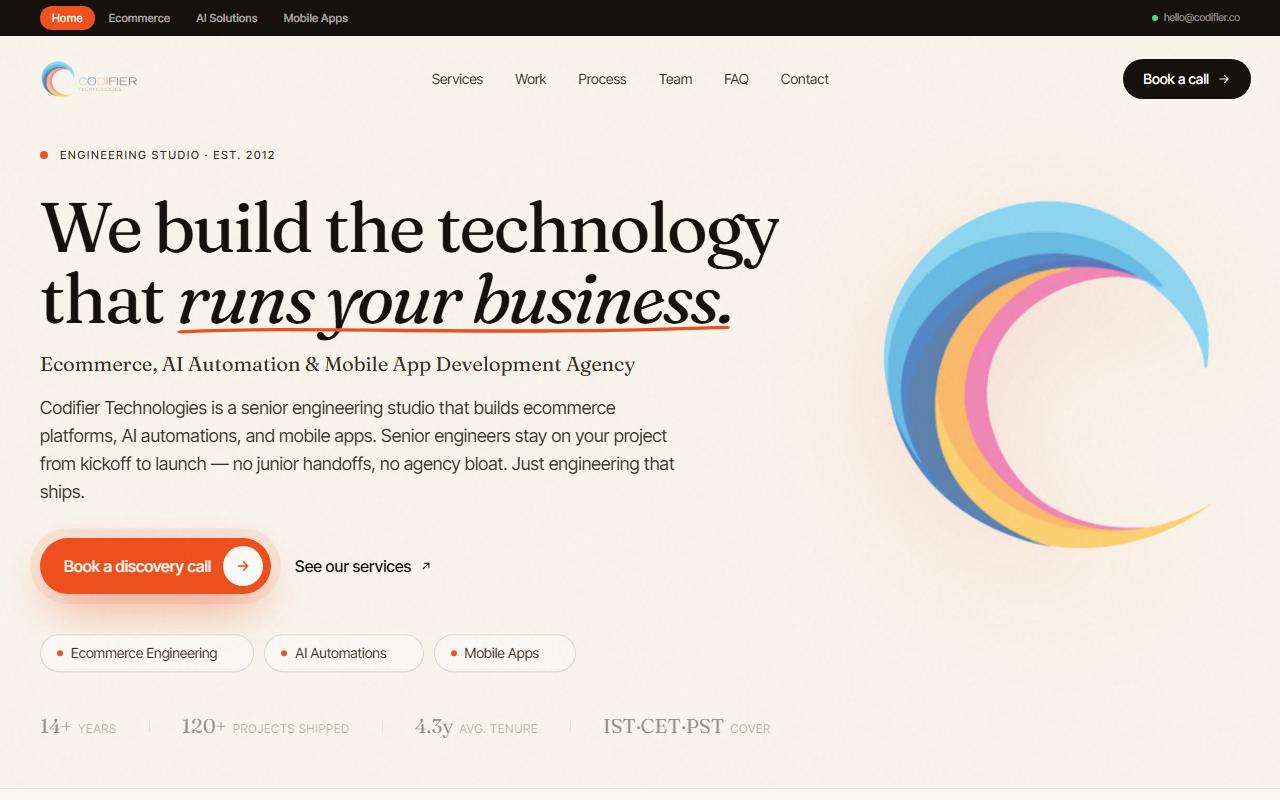 Home Ecommerce AI Solutions Mobile Apps hello@codifier.co
CODIFIER
TECHNOLOGIES
Services Work Process Team FAQ Contact
Book a call →
ENGINEERING STUDIO · EST. 2012
We build the technology
that runs your business.
Ecommerce, AI Automation & Mobile App Development Agency
Codifier Technologies is a senior engineering studio that builds ecommerce
platforms, AI automations, and mobile apps. Senior engineers stay on your project
from kickoff to launch — no junior handoffs, no agency bloat. Just engineering that
ships.
Book a discovery call → See our services ↗
Ecommerce Engineering AI Automations Mobile Apps
14+ YEARS 120+ PROJECTS SHIPPED 4.3y AVG. TENURE IST·CET·PST COVER